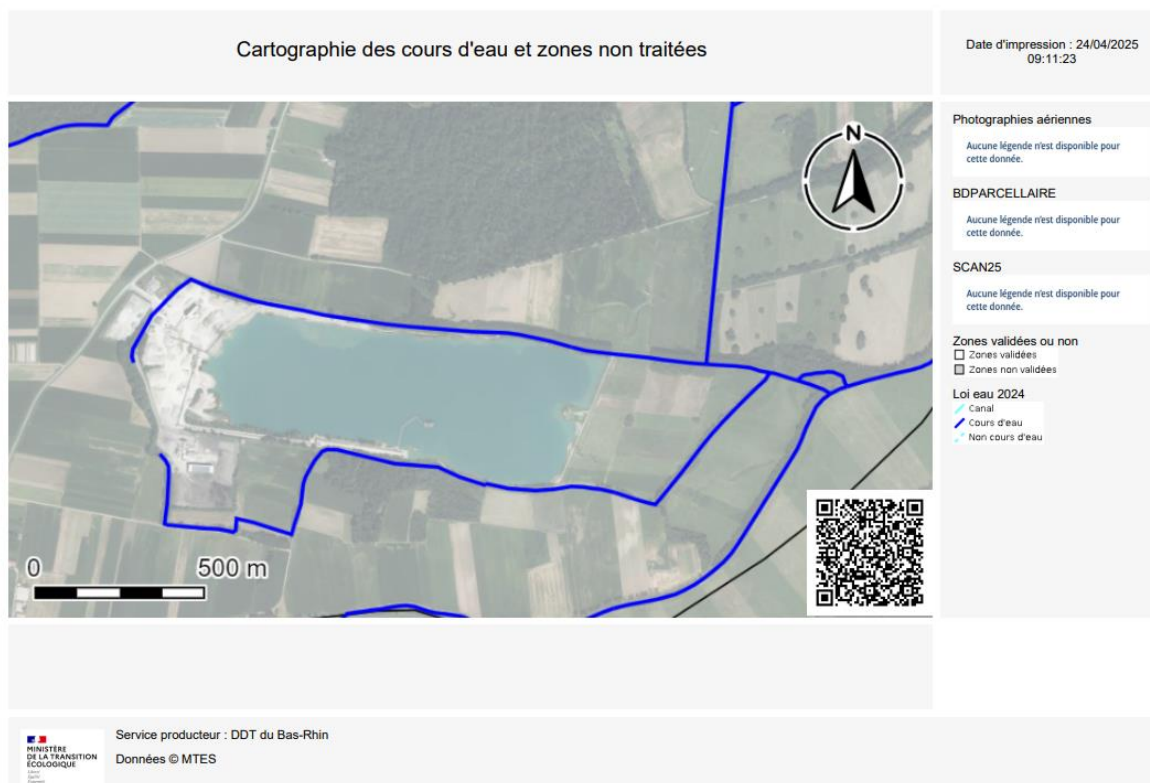 Cartographie des cours d'eau et zones non traitées
Date d'impression : 24/04/2025
09:11:23
N
0
500 m
Photographies aériennes
Aucune légende n'est disponible pour
cette donnée.
BDPARCELLAIRE
Aucune légende n'est disponible pour
cette donnée.
SCAN25
Aucune légende n'est disponible pour
cette donnée.
Zones validées ou non
Zones validées
Zones non validées
Loi eau 2024
Canal
Cours d'eau
Non cours d'eau
MINISTÈRE
DE LA TRANSITION
ÉCOLOGIQUE
Liberté
Égalité
Fraternité
Service producteur : DDT du Bas-Rhin
Données © MTES